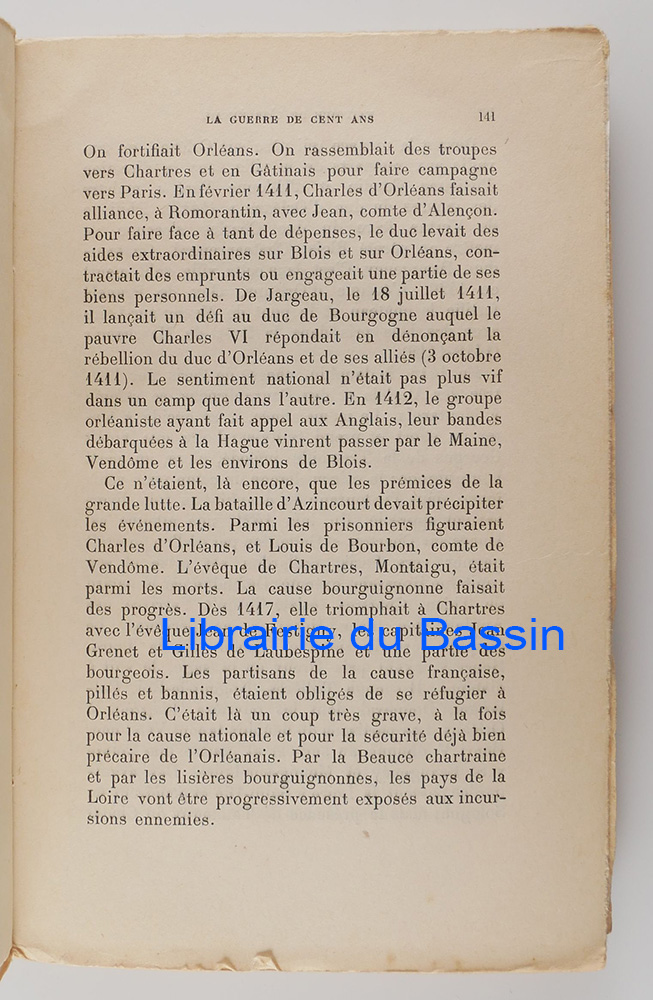 LA GUERRE DE CENT ANS 141
On fortifiait Orléans. On rassemblait des troupes
vers Chartres et en Gâtinais pour faire campagne
vers Paris. En février 1411, Charles d'Orléans faisait
alliance, à Romorantin, avec Jean, comte d'Alençon.
Pour faire face à tant de dépenses, le duc levait des
aides extraordinaires sur Blois et sur Orléans, con-
tractait des emprunts ou engageait une partie de ses
biens personnels. De Jargeau, le 18 juillet 1411,
il lançait un défi au duc de Bourgogne auquel le
pauvre Charles VI répondait en dénonçant la
rébellion du duc d'Orléans et de ses alliés (3 octobre
1411). Le sentiment national n'était pas plus vif
dans un camp que dans l'autre. En 1412, le groupe
orléaniste ayant fait appel aux Anglais, leur bandes
débarquées à la Hague vinrent passer par le Maine,
Vendôme et les environs de Blois.
Ce n'étaient, là encore, que les prémices de la
grande lutte. La bataille d'Azincourt devait précipiter
les événements. Parmi les prisonniers figuraient
Charles d'Orléans, et Louis de Bourbon, comte de
Vendôme. L'évêque de Chartres, Montaigu, était
parmi les morts. La cause bourguignonne faisait
des progrès. Dès 1417, elle triomphait à Chartres
avec l'évêque Jean de Festigny, les capitaines Jean
Librairie du Bassin
Grenet et Gilles de Laubespine et une partie des
bourgeois. Les partisans de la cause française,
pillés et bannis, étaient obligés de se réfugier à
Orléans. C'était là un coup très grave, à la fois
pour la cause nationale et pour la sécurité déjà bien
précaire de l'Orléanais. Par la Beauce chartraine
et par les lisières bourguignonnes, les pays de la
Loire vont être progressivement exposés aux incur-
sions ennemies.